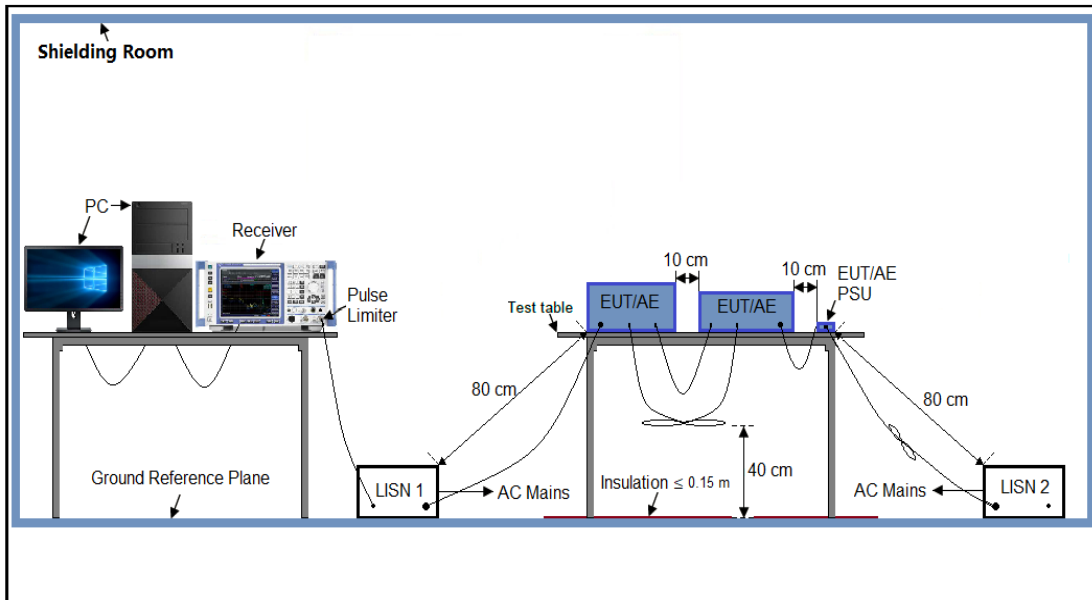 Shielding Room
PC
Receiver
Pulse
Limiter
10 cm
10 cm
EUT/AE
PSU
EUT/AE
EUT/AE
Test table
80 cm
80 cm
40 cm
Ground Reference Plane
LISN 1
AC Mains
Insulation ≤ 0.15 m
AC Mains
LISN 2